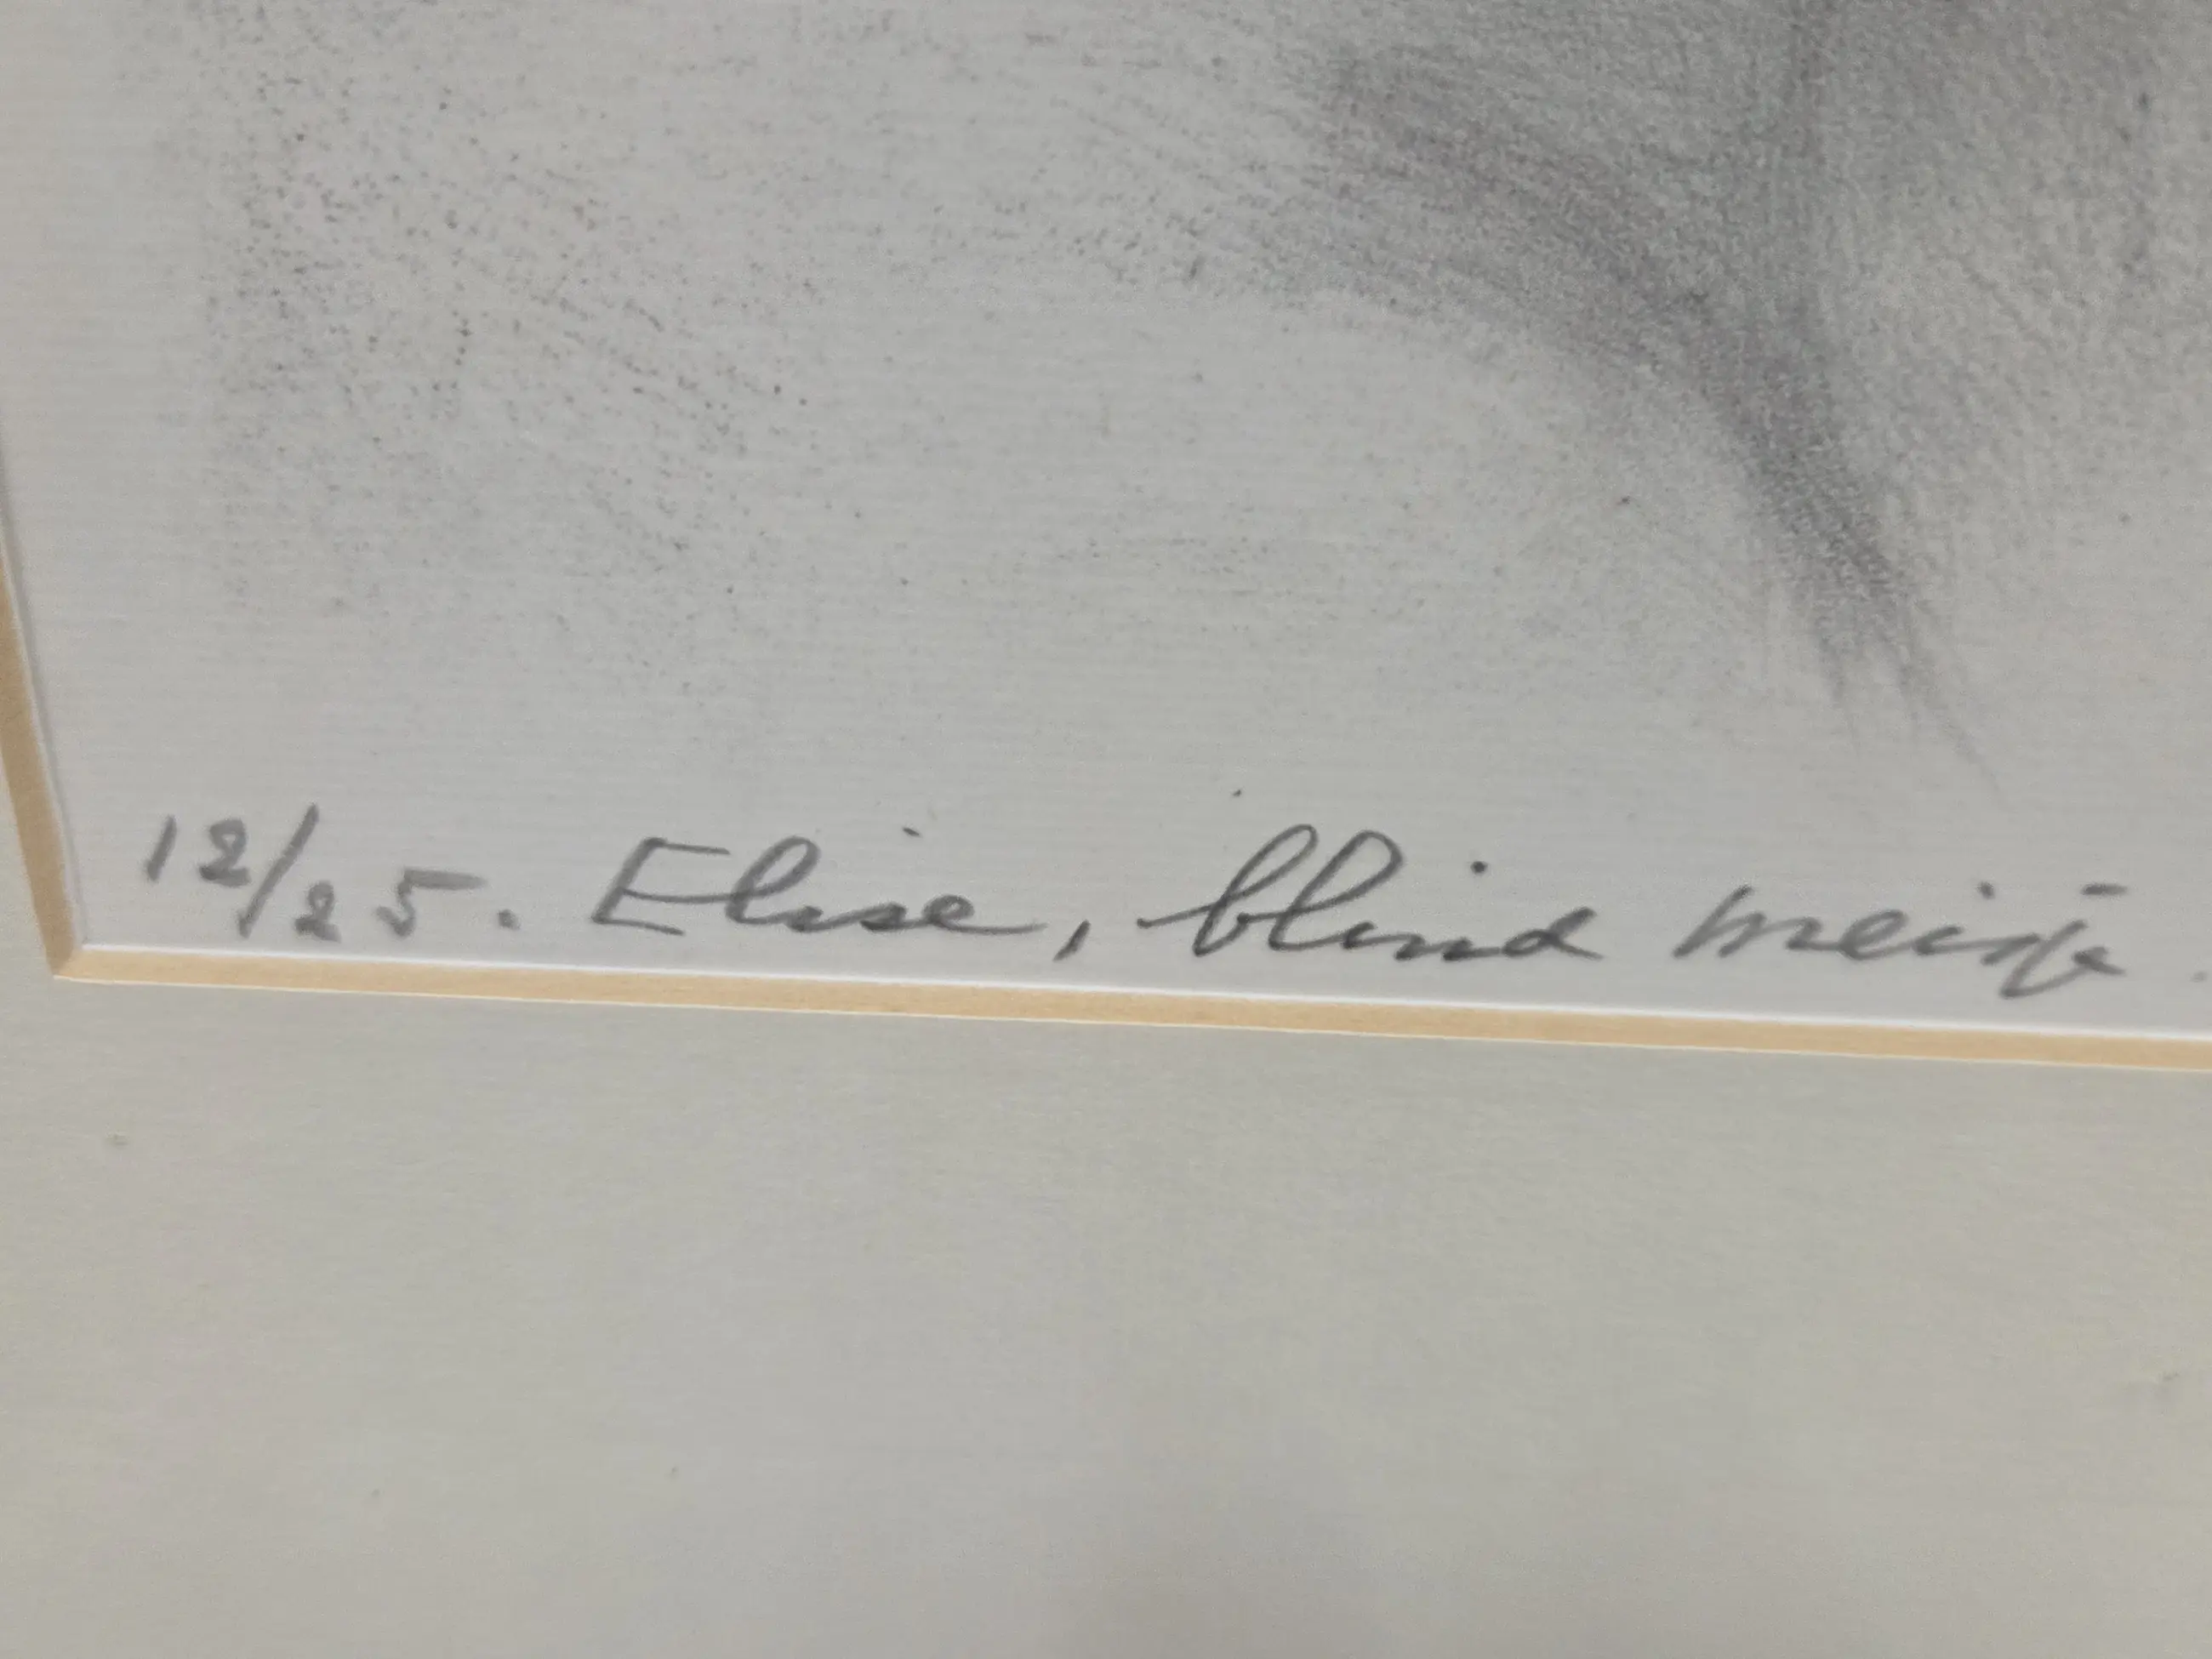 12/25. Elise, blind meisje.